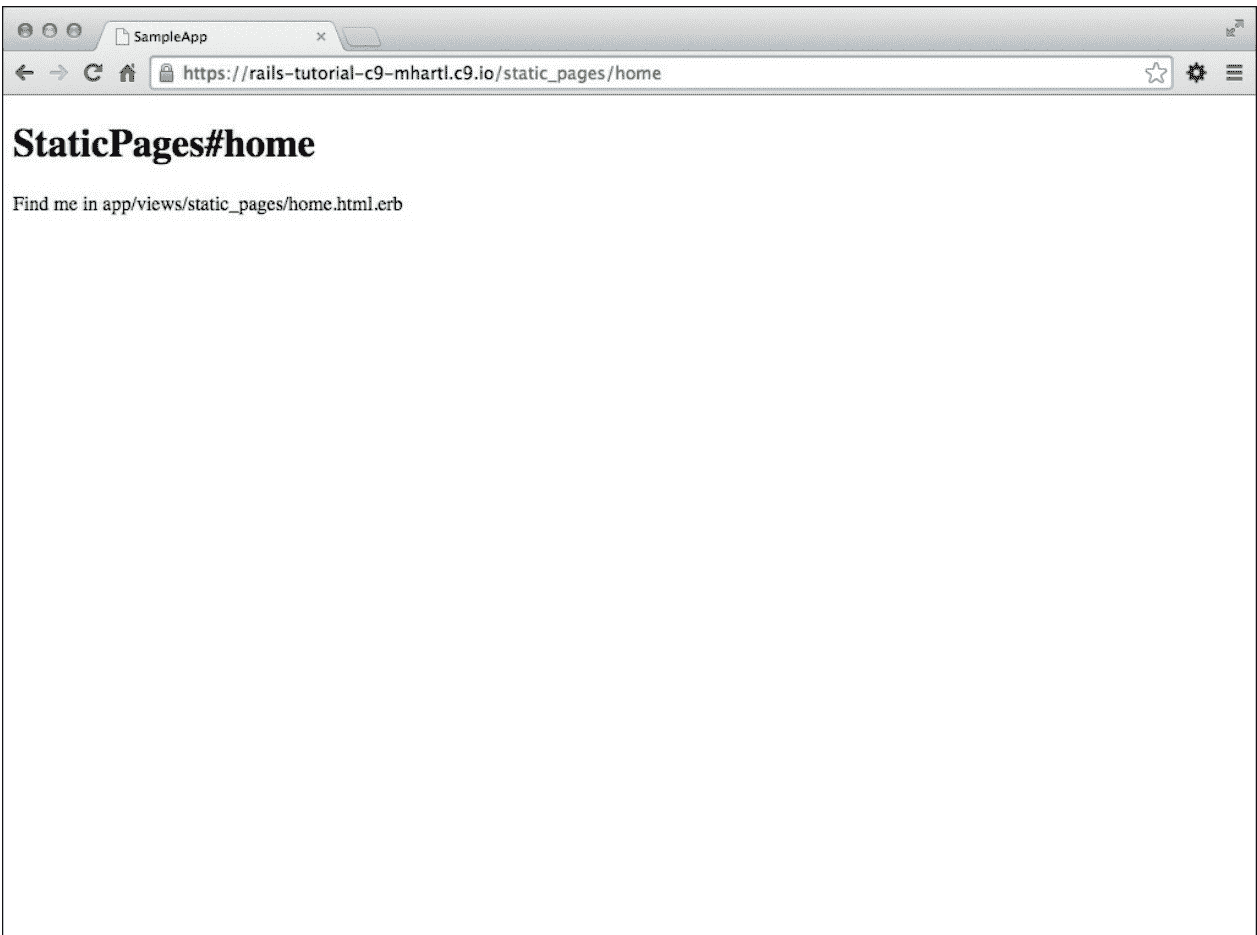 SampleApp
https://rails-tutorial-c9-mhartl.c9.io/static_pages/home
StaticPages#home
Find me in app/views/static_pages/home.html.erb